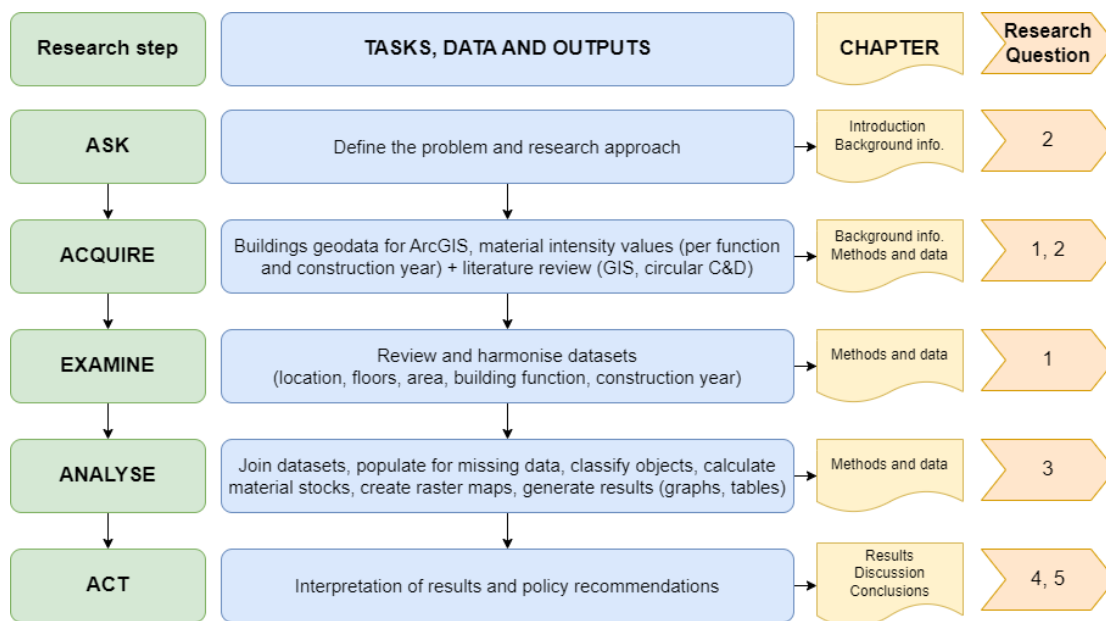 Research step
TASKS, DATA AND OUTPUTS
CHAPTER
Research
Question
ASK
Define the problem and research approach
Introduction
Background info.
2
ACQUIRE
Buildings geodata for ArcGIS, material intensity values (per function
and construction year) + literature review (GIS, circular C&D)
Background info.
Methods and data
1, 2
EXAMINE
Review and harmonise datasets
(location, floors, area, building function, construction year)
Methods and data
1
ANALYSE
Join datasets, populate for missing data, classify objects, calculate
material stocks, create raster maps, generate results (graphs, tables)
Methods and data
3
ACT
Interpretation of results and policy recommendations
Results
Discussion
Conclusions
4, 5